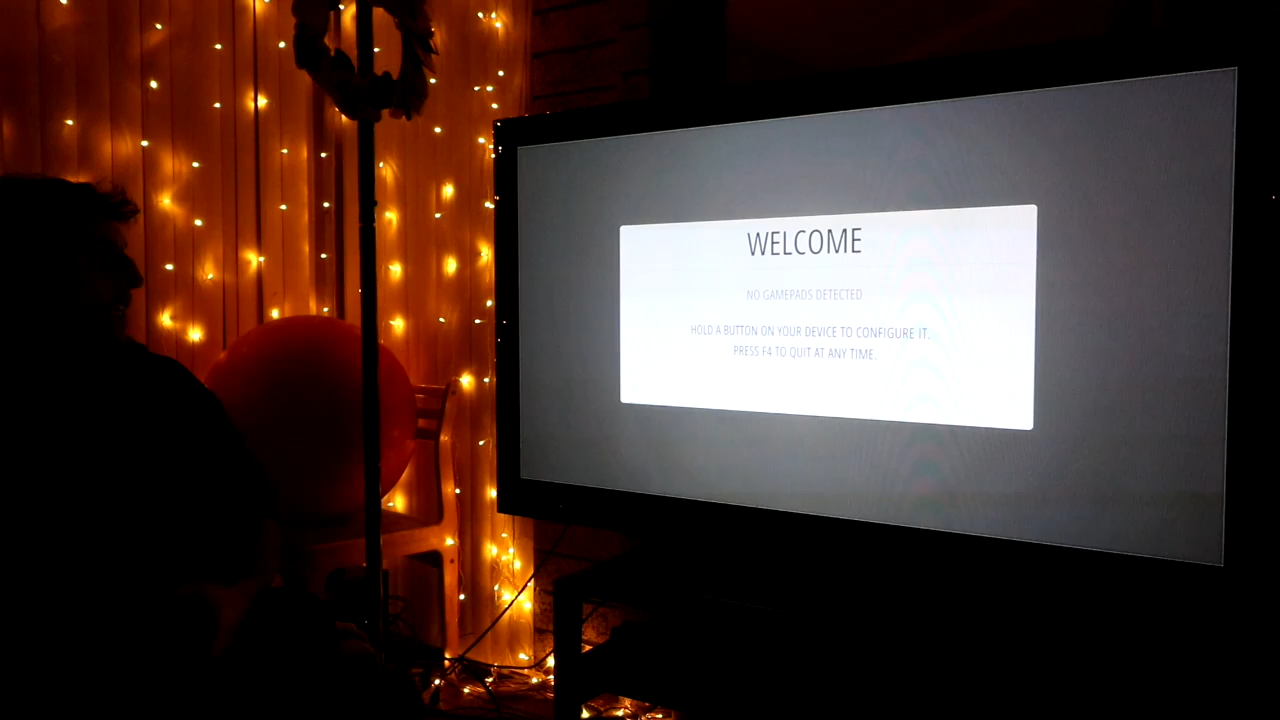 WELCOME
NO GAMEPADS DETECTED
HOLD A BUTTON ON YOUR DEVICE TO CONFIGURE IT.
PRESS F4 TO QUIT AT ANY TIME.